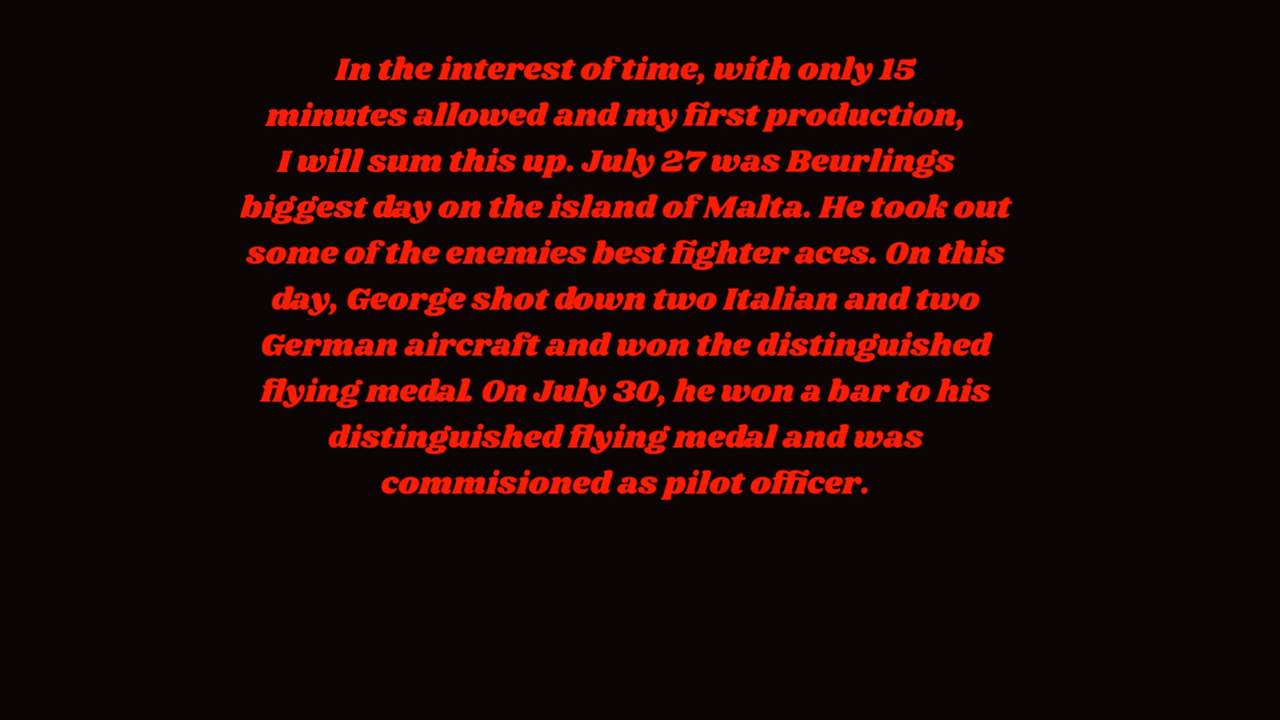 In the interest of time, with only 15
minutes allowed and my first production,
I will sum this up. July 27 was Beurlings
biggest day on the island of Malta. He took out
some of the enemies best fighter aces. On this
day, George shot down two Italian and two
German aircraft and won the distinguished
flying medal. On July 30, he won a bar to his
distinguished flying medal and was
commisioned as pilot officer.